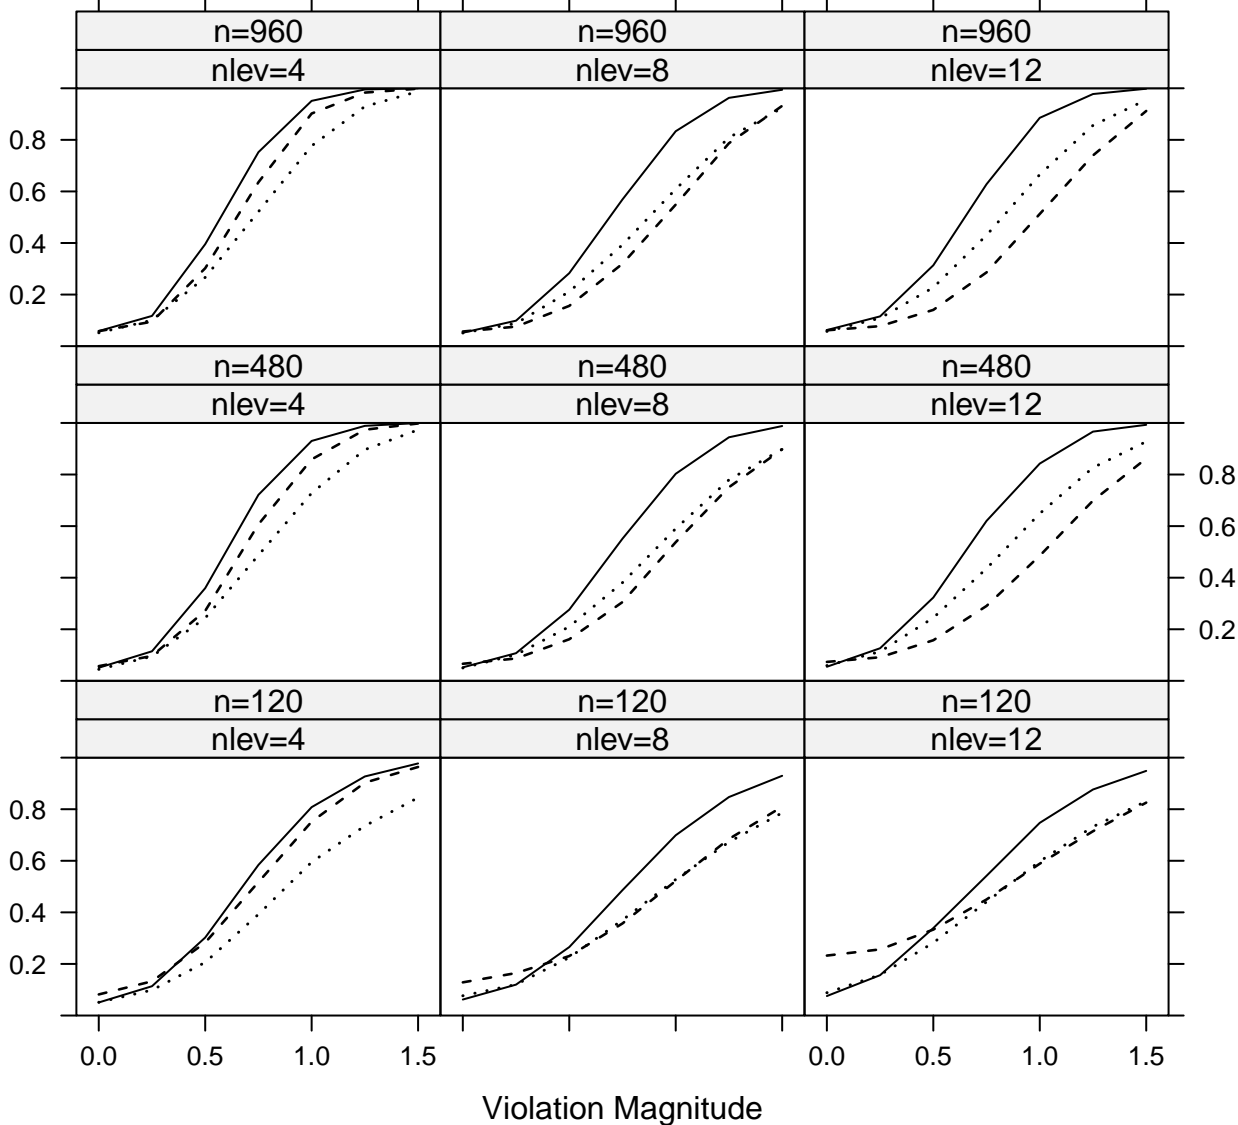 n=960 n=960 n=960
nlev=4 nlev=8 nlev=12
0.8
0.6
0.4
0.2
n=480 n=480 n=480
nlev=4 nlev=8 nlev=12
0.8
0.6
0.4
0.2
n=120 n=120 n=120
nlev=4 nlev=8 nlev=12
0.8
0.6
0.4
0.2
0.0 0.5 1.0 1.5 0.0 0.5 1.0 1.5
Violation Magnitude